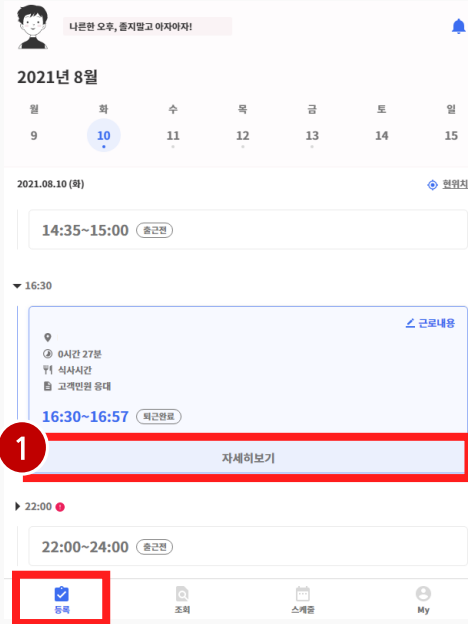 나른한 오후, 졸지말고 아자아자!
2021년 8월
월 화 수 목 금 토 일
9 10 11 12 13 14 15
2021.08.10 (화) 현위치
14:35~15:00 출근전
16:30
근로내용
0시간 27분
식사시간
고객민원 응대
16:30~16:57 퇴근완료
1
자세히보기
22:00
22:00~24:00 출근전
등록 조회 스케줄 My